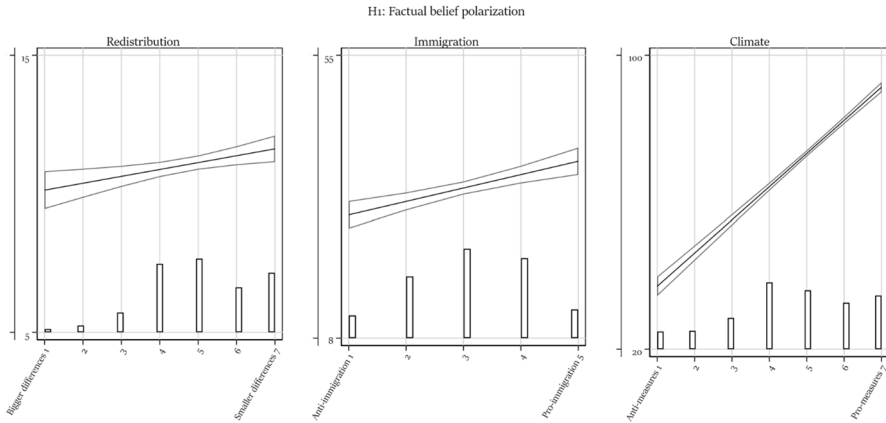 H1: Factual belief polarization
Redistribution
15
5
Bigger differences 1
2
3
4
5
6
Smaller differences 7
Immigration
55
8
Anti-immigration 1
2
3
4
Pro-immigration 5
Climate
100
20
Anti-measures 1
2
3
4
5
6
Pro-measures 7